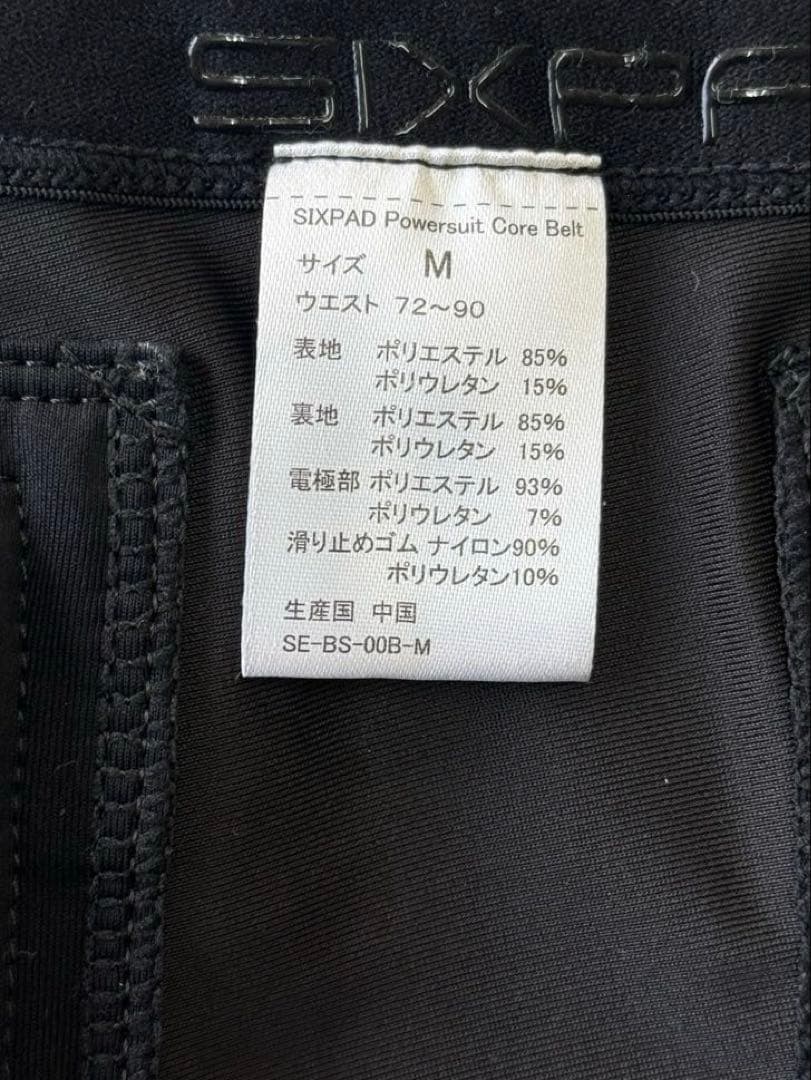 SIXPA
SIXPAD Powersuit Core Belt
サイズ M
ウエスト 72～90
表地 ポリエステル 85%
ポリウレタン 15%
裏地 ポリエステル 85%
ポリウレタン 15%
電極部 ポリエステル 93%
ポリウレタン 7%
滑り止めゴム ナイロン90%
ポリウレタン10%
生産国 中国
SE-BS-00B-M